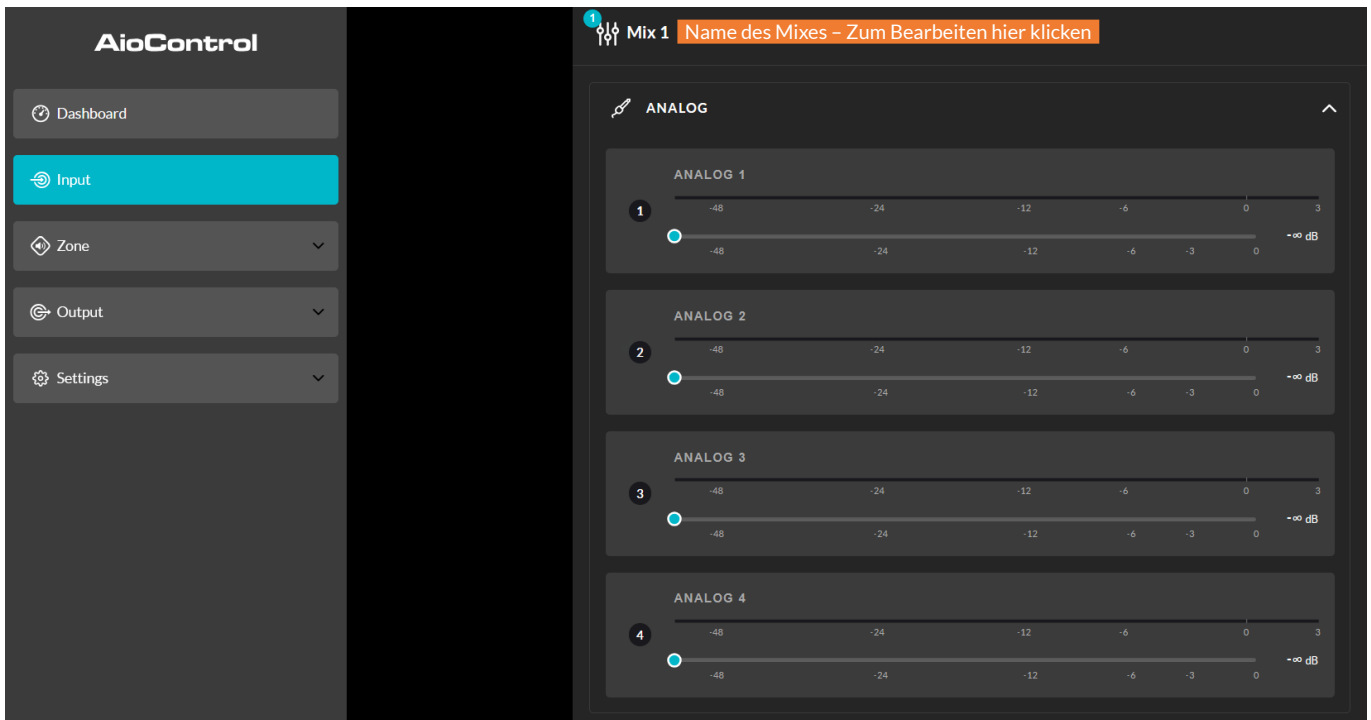 AioControl
Dashboard
Input
Zone
Output
Settings
1
Mix 1 Name des Mixes – Zum Bearbeiten hier klicken
ANALOG
ANALOG 1
1
-48 -24 -12 -6 0 3
-∞ dB
-48 -24 -12 -6 -3 0
ANALOG 2
2
-48 -24 -12 -6 0 3
-∞ dB
-48 -24 -12 -6 -3 0
ANALOG 3
3
-48 -24 -12 -6 0 3
-∞ dB
-48 -24 -12 -6 -3 0
ANALOG 4
4
-48 -24 -12 -6 0 3
-∞ dB
-48 -24 -12 -6 -3 0